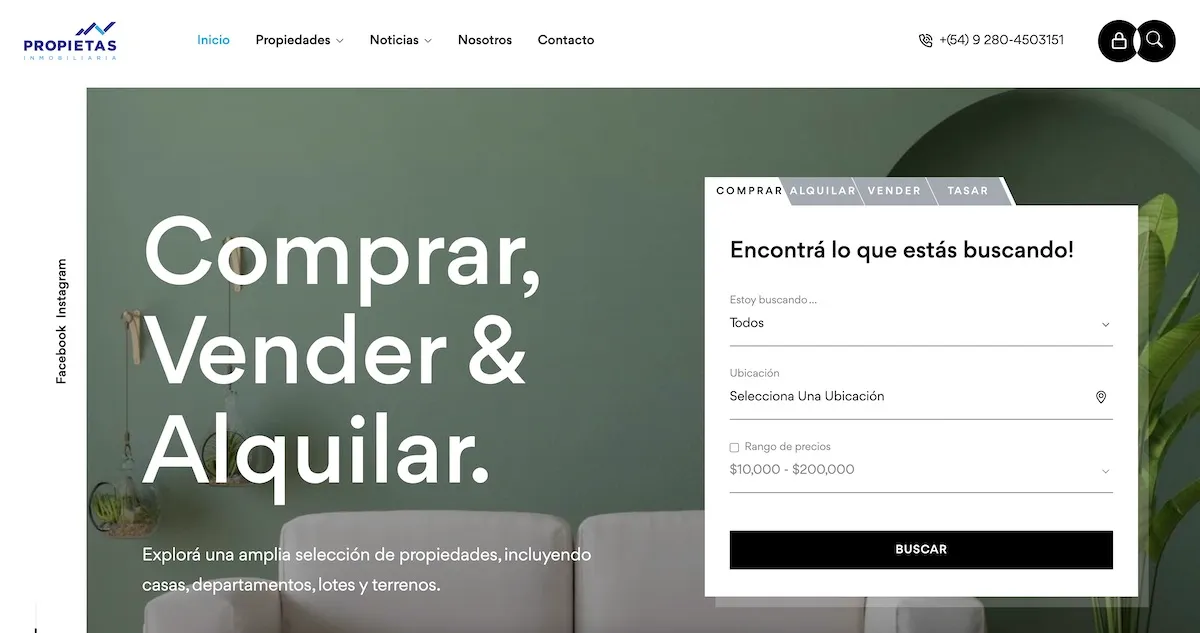 PROPIETAS
INMOBILIARIA
Inicio
Propiedades
Noticias
Nosotros
Contacto
+(54) 9 280-4503151
Facebook Instagram
Comprar,
Vender &
Alquilar.
Explorá una amplia selección de propiedades, incluyendo
casas, departamentos, lotes y terrenos.
COMPRAR
ALQUILAR
VENDER
TASAR
Encontrá lo que estás buscando!
Estoy buscando...
Todos
Ubicación
Selecciona Una Ubicación
Rango de precios
$10,000 - $200,000
BUSCAR